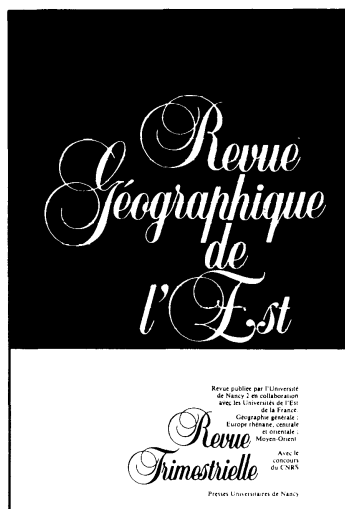 Revue
Géographique
de
l'Est
Revue publiée par l'Université
de Nancy 2 en collaboration
avec les Universités de l'Est
de la France.
Géographie générale ;
Europe rhénane, centrale
et orientale ;
Moyen-Orient
Revue
Trimestrielle
Avec le
concours
du CNRS
Presses Universitaires de Nancy